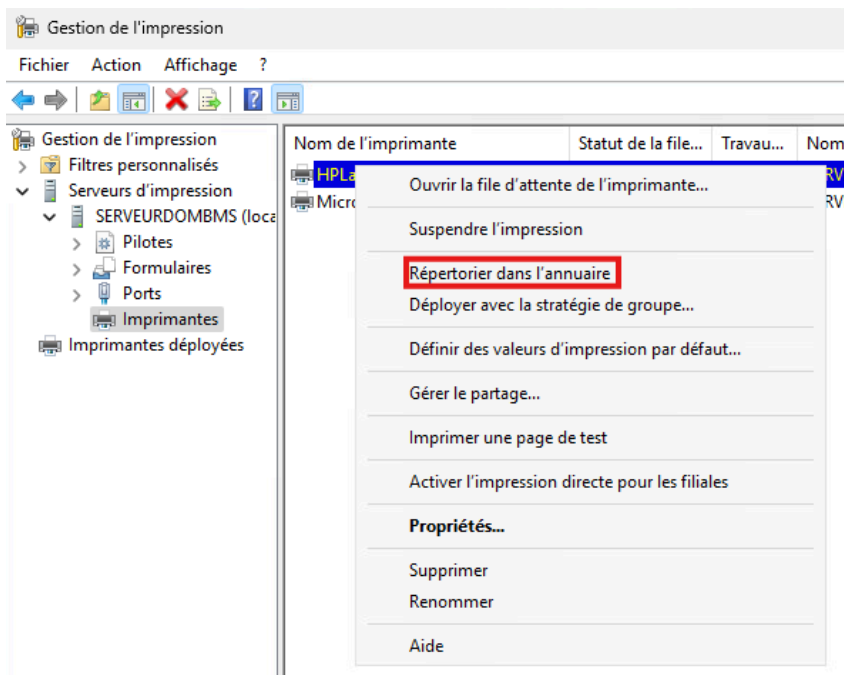 Gestion de l'impression
Fichier Action Affichage ?
Gestion de l'impression
Filtres personnalisés
Serveurs d'impression
SERVEURDOMBMS (loca
Pilotes
Formulaires
Ports
Imprimantes
Imprimantes déployées
Nom de l'imprimante Statut de la file... Travau... Nom
HPLa RV
Micro RV
Ouvrir la file d'attente de l'imprimante...
Suspendre l'impression
Répertorier dans l'annuaire
Déployer avec la stratégie de groupe...
Définir des valeurs d'impression par défaut...
Gérer le partage...
Imprimer une page de test
Activer l'impression directe pour les filiales
Propriétés...
Supprimer
Renommer
Aide